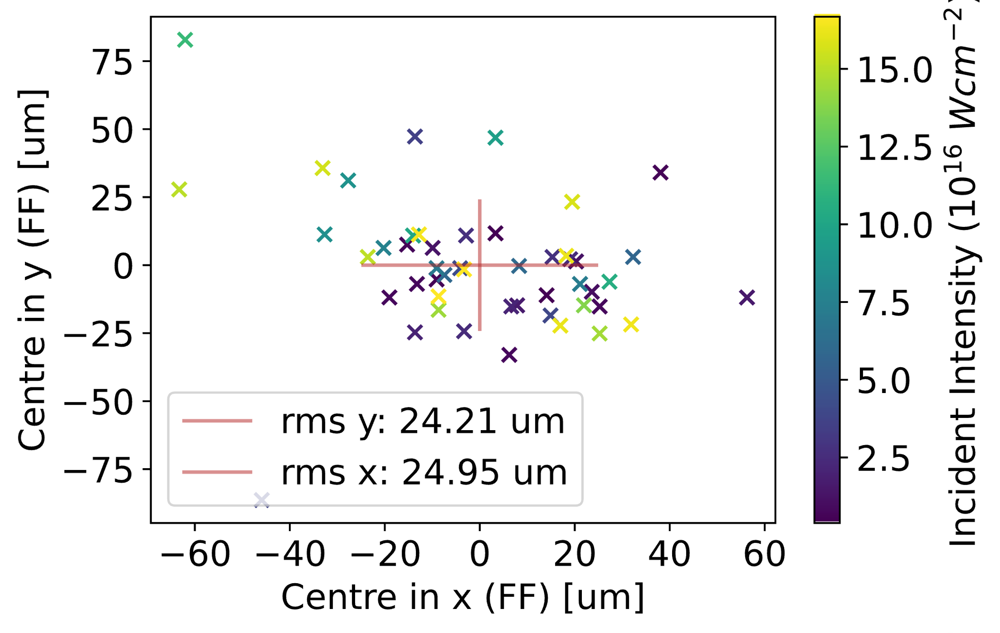 Centre in y (FF) [um]
75
50
25
0
−25
−50
−75
rms y: 24.21 um
rms x: 24.95 um
−60 −40 −20 0 20 40 60
Centre in x (FF) [um]
15.0
12.5
10.0
7.5
5.0
2.5
Incident Intensity (10¹⁶ Wcm⁻²)